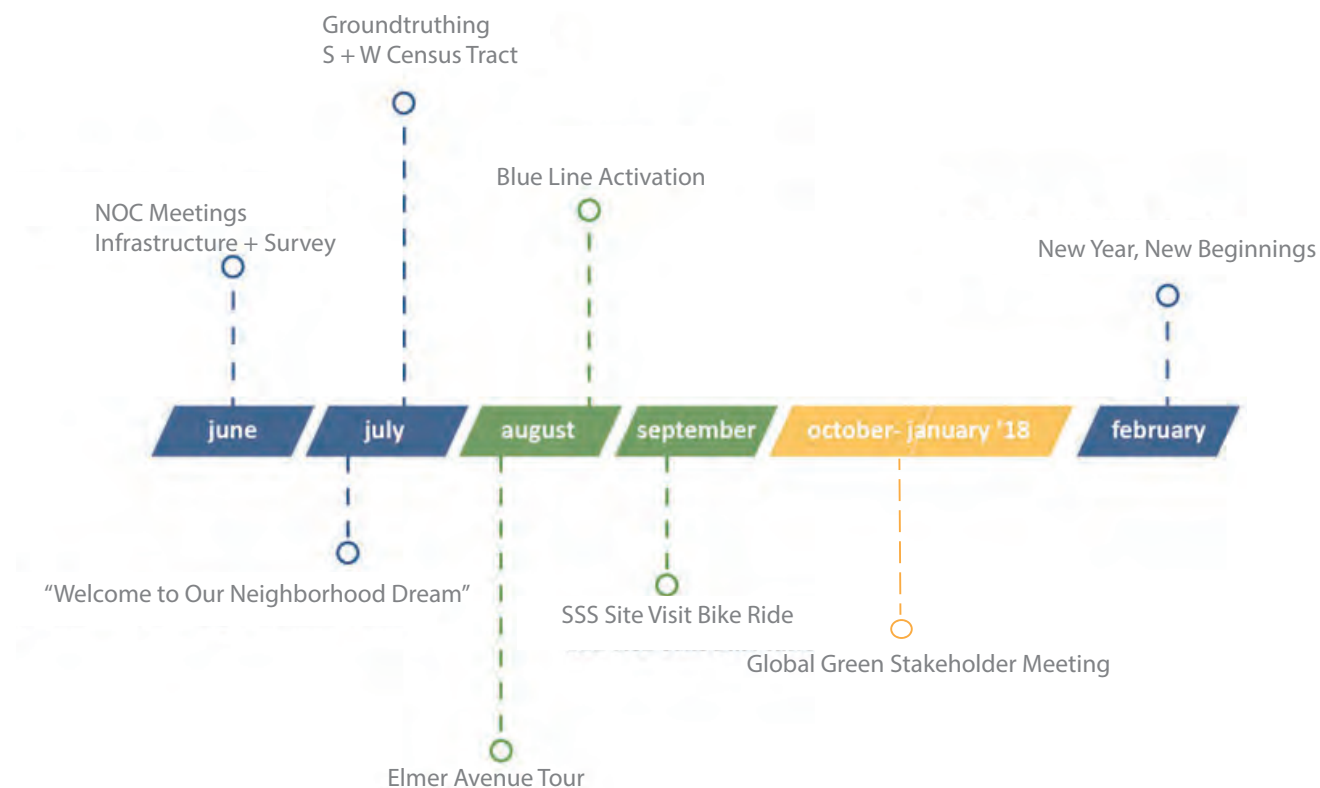 Groundtruthing
S + W Census Tract
Blue Line Activation
NOC Meetings
Infrastructure + Survey
New Year, New Beginnings
june
july
august
september
october- january '18
february
“Welcome to Our Neighborhood Dream”
SSS Site Visit Bike Ride
Global Green Stakeholder Meeting
Elmer Avenue Tour